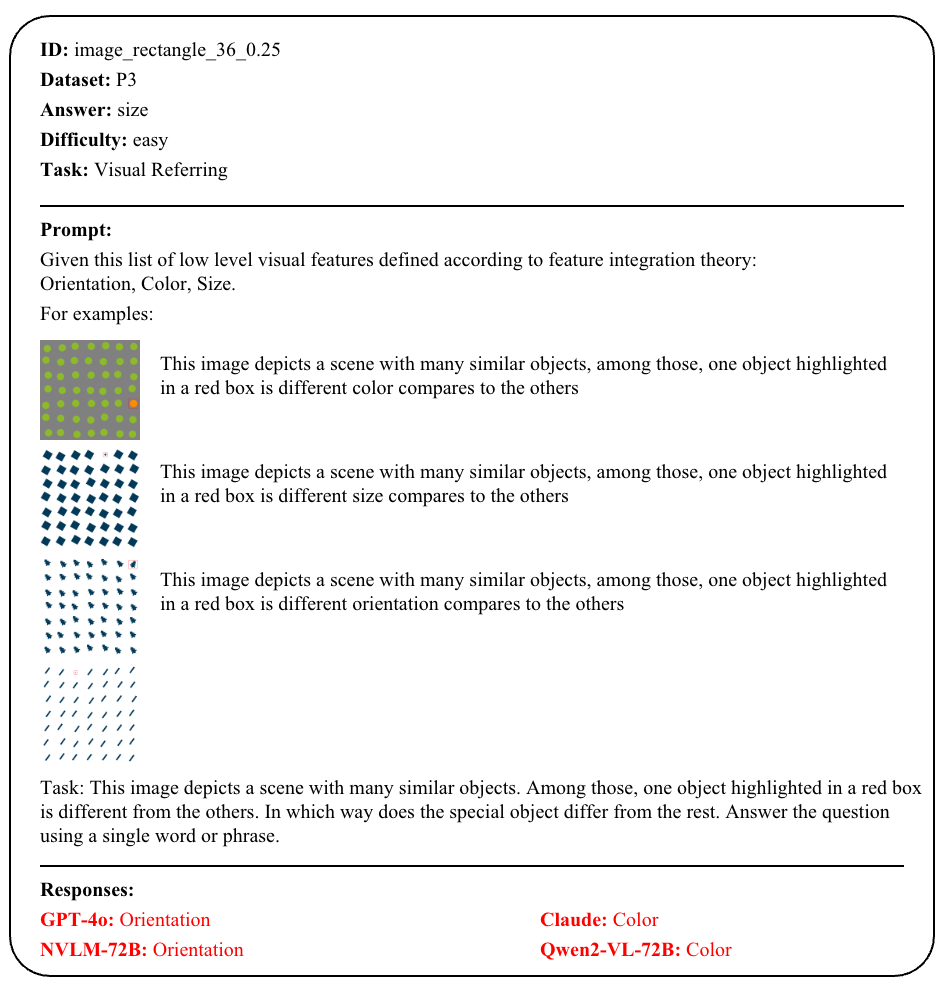 ID: image_rectangle_36_0.25
Dataset: P3
Answer: size
Difficulty: easy
Task: Visual Referring
Prompt:
Given this list of low level visual features defined according to feature integration theory:
Orientation, Color, Size.
For examples:
This image depicts a scene with many similar objects, among those, one object highlighted
in a red box is different color compares to the others
This image depicts a scene with many similar objects, among those, one object highlighted
in a red box is different size compares to the others
This image depicts a scene with many similar objects, among those, one object highlighted
in a red box is different orientation compares to the others
Task: This image depicts a scene with many similar objects. Among those, one object highlighted in a red box
is different from the others. In which way does the special object differ from the rest. Answer the question
using a single word or phrase.
Responses:
GPT-4o: Orientation Claude: Color
NVLM-72B: Orientation Qwen2-VL-72B: Color